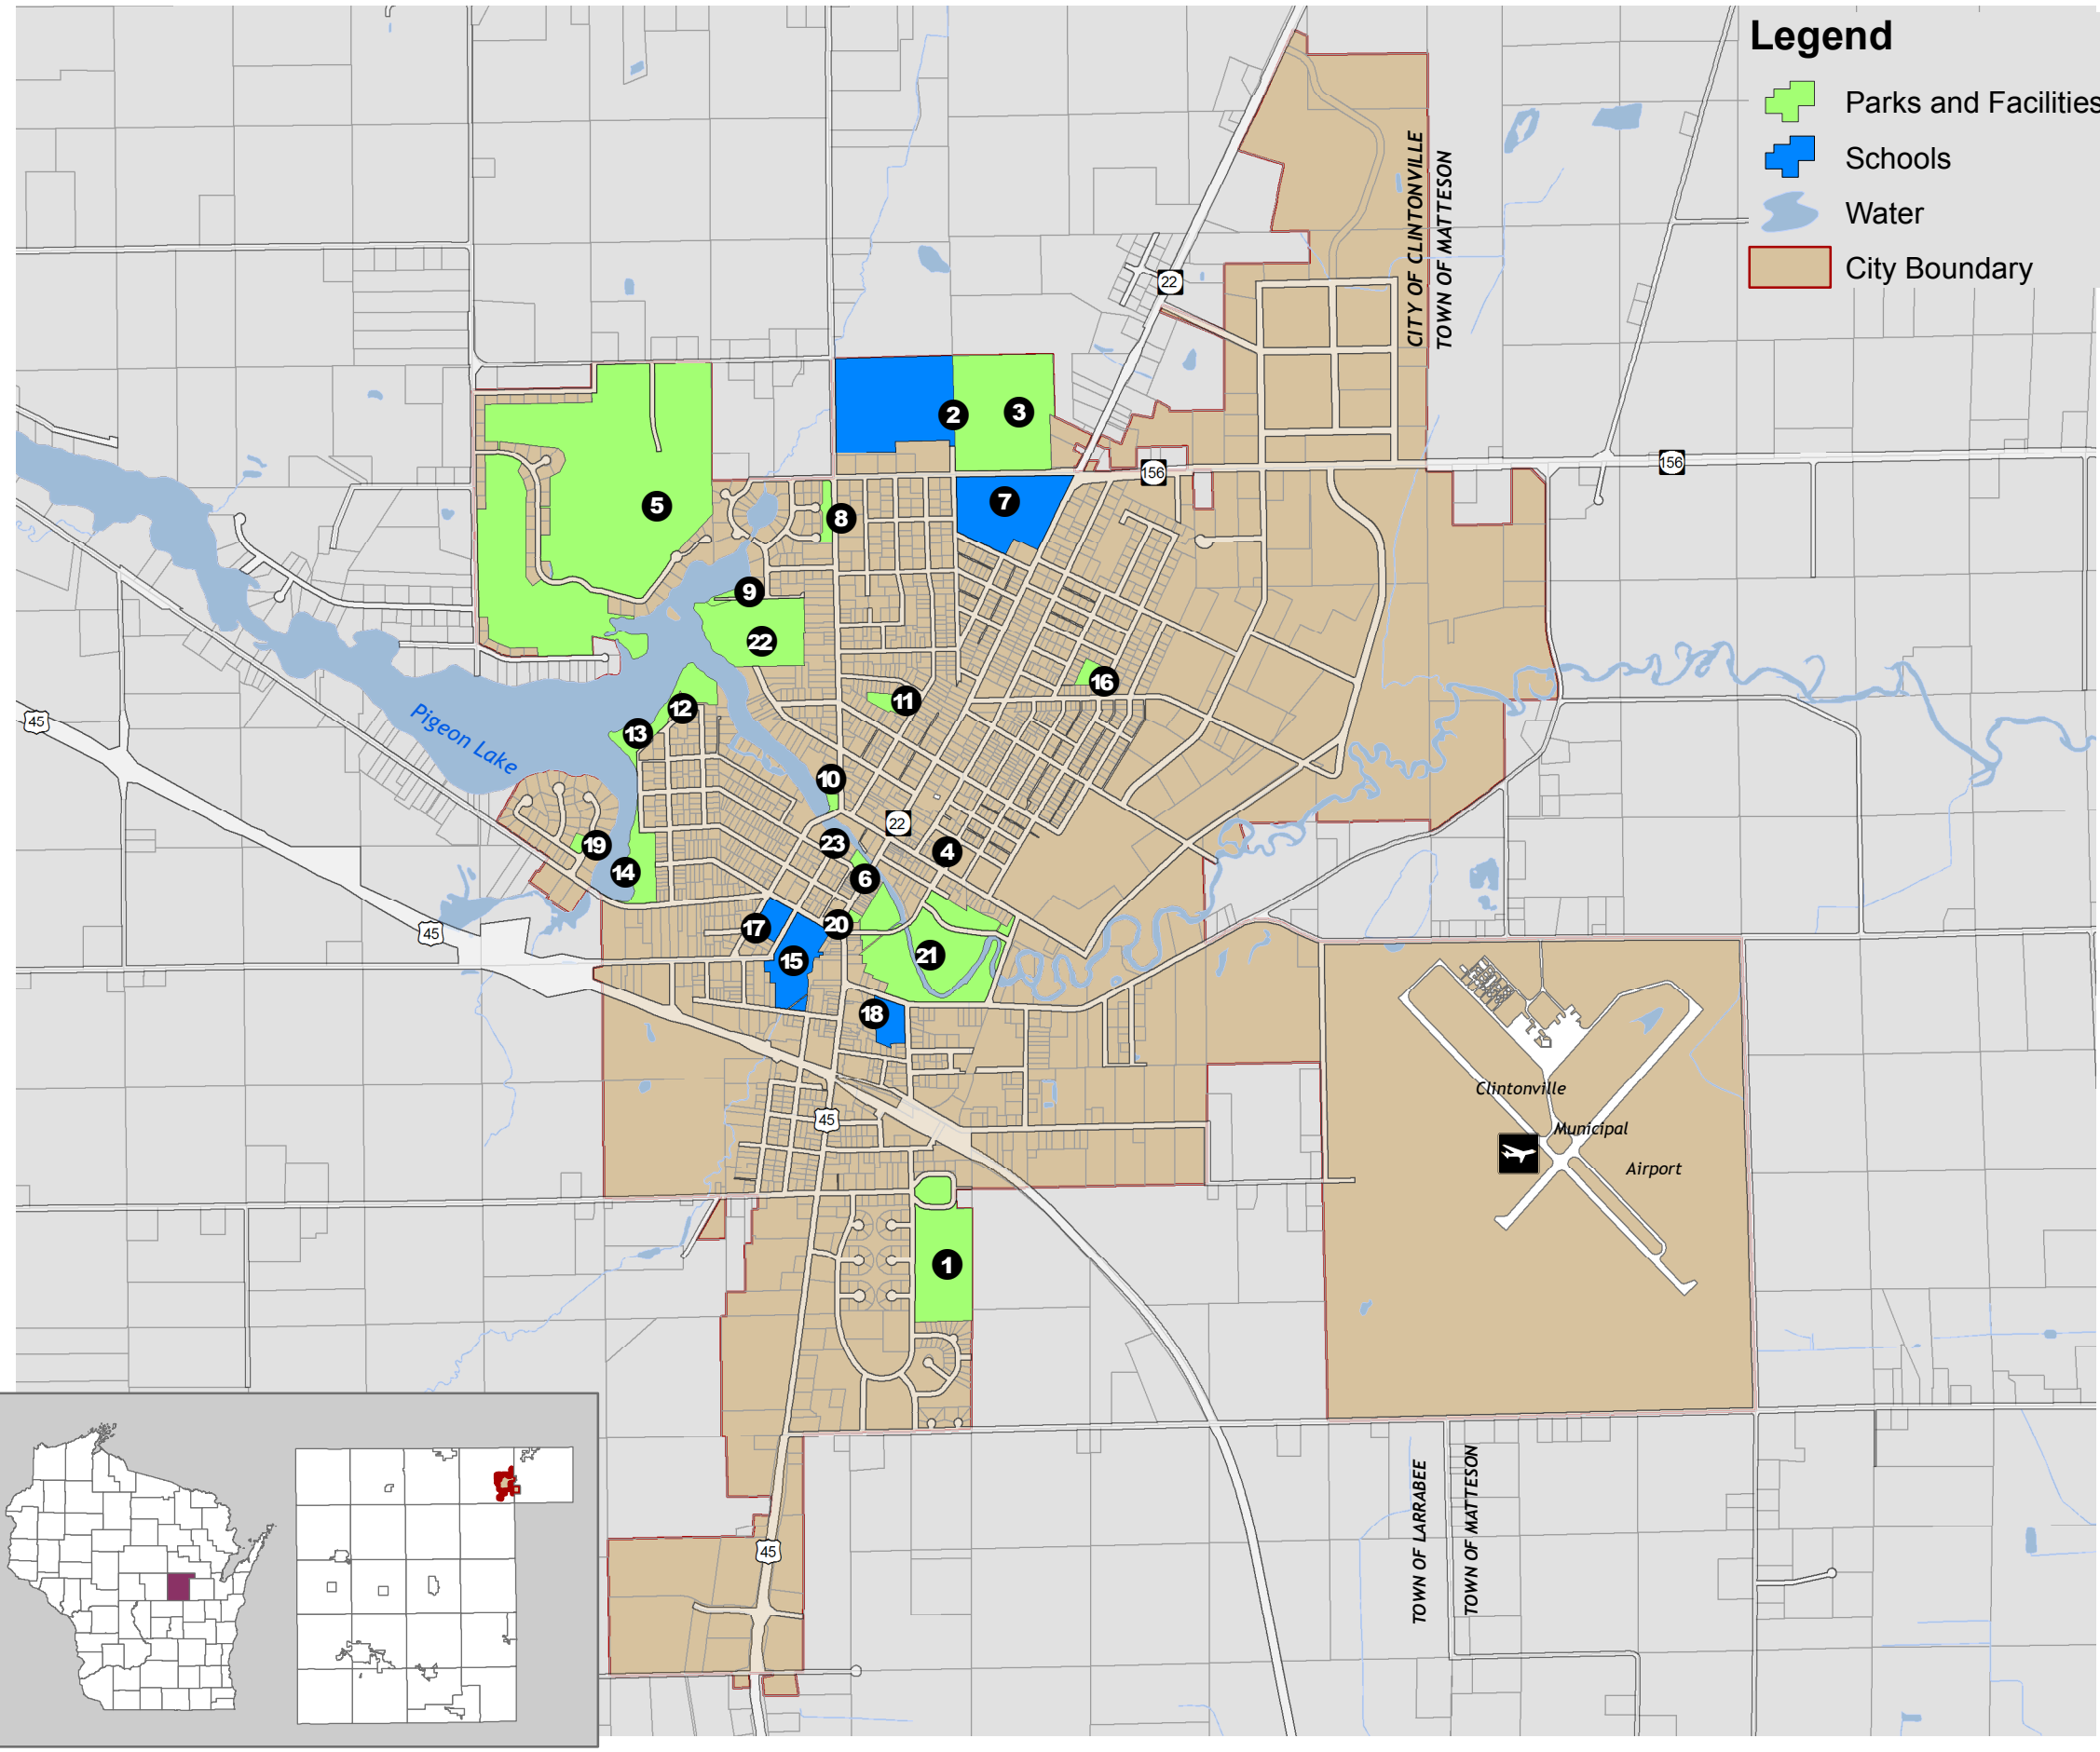 Legend
Parks and Facilities
Schools
Water
City Boundary
CITY OF CLINTONVILLE
TOWN OF MATTESON
22
2
3
156
156
5
7
8
9
22
16
11
12
13
45
Pigeon Lake
10
22
23
4
19
14
6
17
20
45
15
21
18
Clintonville
Municipal
Airport
45
1
TOWN OF LARRABEE
TOWN OF MATTESON
45